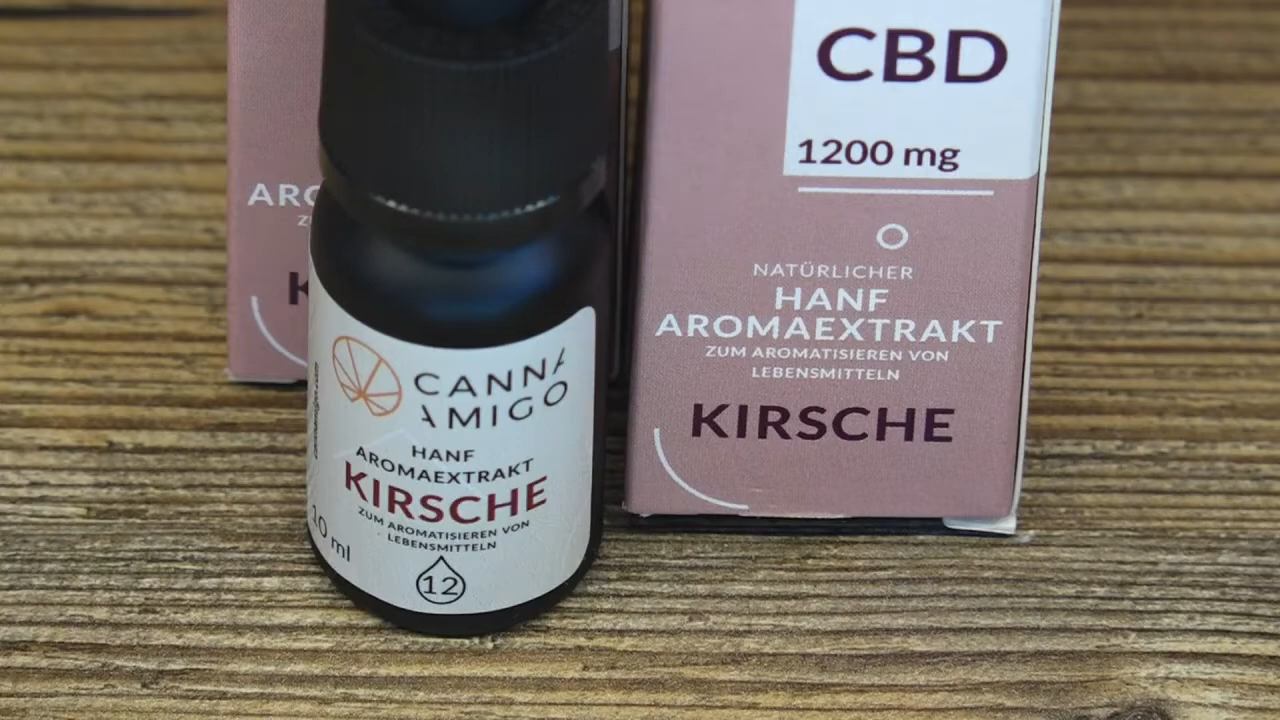 CBD
1200 mg
NATÜRLICHER
HANF
AROMAEXTRAKT
ZUM AROMATISIEREN VON
LEBENSMITTELN
KIRSCHE
CANNA
AMIGO
HANF
AROMAEXTRAKT
KIRSCHE
ZUM AROMATISIEREN VON
LEBENSMITTELN
10 ml
12